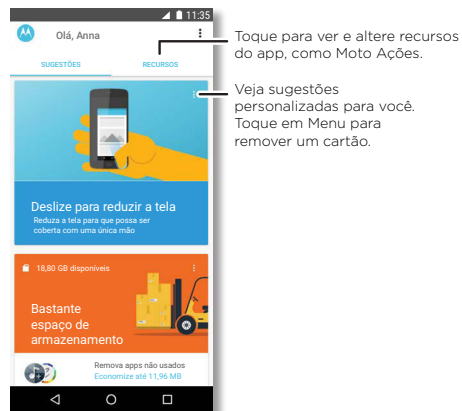 11:35
Olá, Anna
SUGESTÕES
RECURSOS
Toque para ver e altere recursos
do app, como Moto Ações.
Veja sugestões
personalizadas para você.
Toque em Menu para
remover um cartão.
Deslize para reduzir a tela
Reduza a tela para que possa ser
coberta com uma única mão
18,80 GB disponíveis
Bastante
espaço de
armazenamento
Remova apps não usados
Economize até 11,96 MB